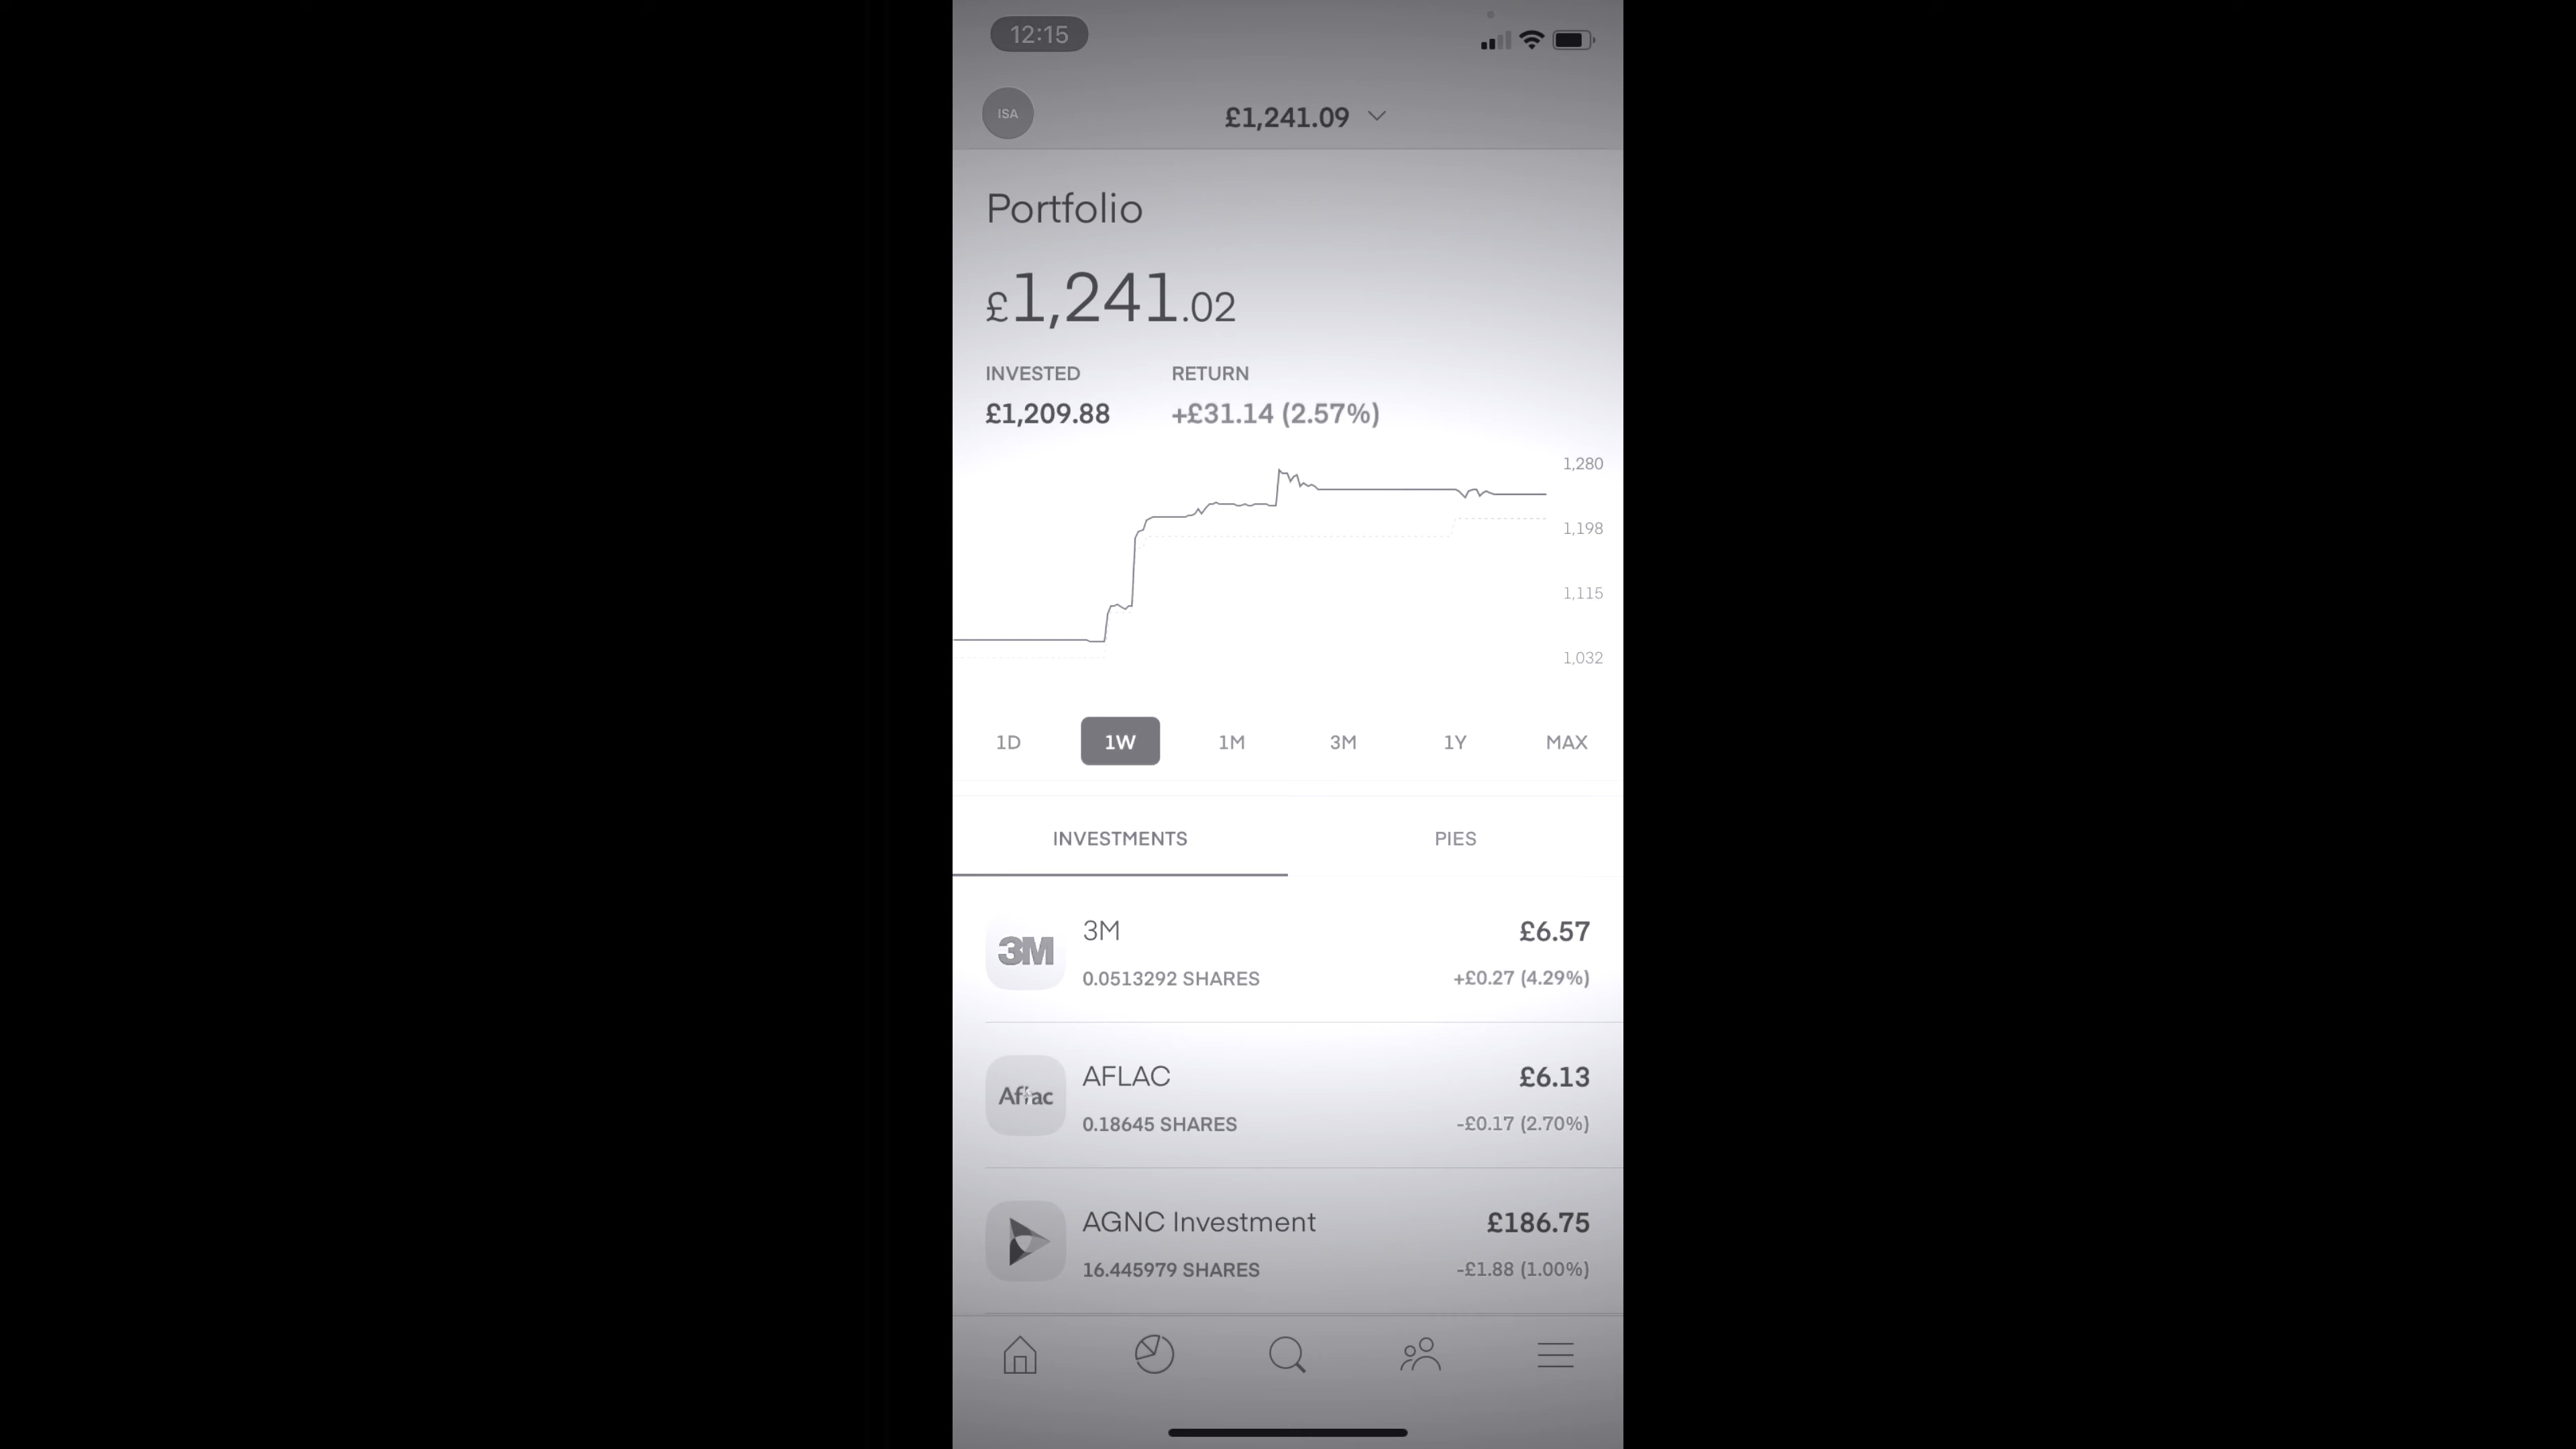 12:15
ISA
£1,241.09
Portfolio
£1,241.02
INVESTED RETURN
£1,209.88 +£31.14 (2.57%)
1,280
1,198
1,115
1,032
1D 1W 1M 3M 1Y MAX
INVESTMENTS PIES
3M
3M £6.57
0.0513292 SHARES +£0.27 (4.29%)
Aflac
AFLAC £6.13
0.18645 SHARES -£0.17 (2.70%)
AGNC Investment £186.75
16.445979 SHARES -£1.88 (1.00%)